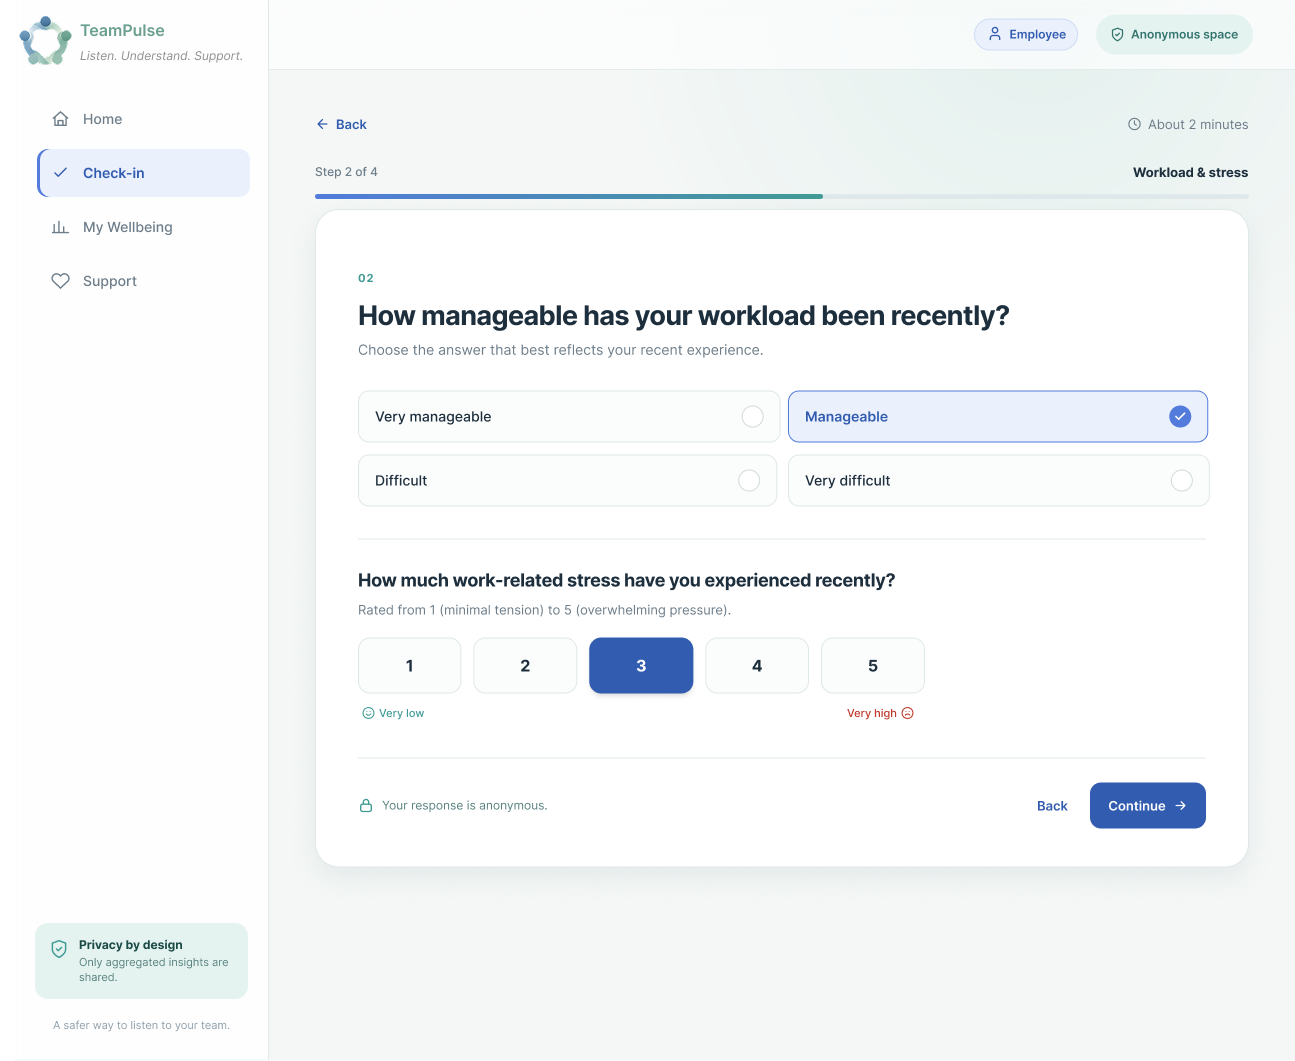 TeamPulse
Listen. Understand. Support.
Employee
Anonymous space
Home
Check-in
My Wellbeing
Support
Back
About 2 minutes
Step 2 of 4
Workload & stress
02
How manageable has your workload been recently?
Choose the answer that best reflects your recent experience.
Very manageable
Manageable
Difficult
Very difficult
How much work-related stress have you experienced recently?
Rated from 1 (minimal tension) to 5 (overwhelming pressure).
1
2
3
4
5
Very low
Very high
Your response is anonymous.
Back
Continue
Privacy by design
Only aggregated insights are
shared.
A safer way to listen to your team.